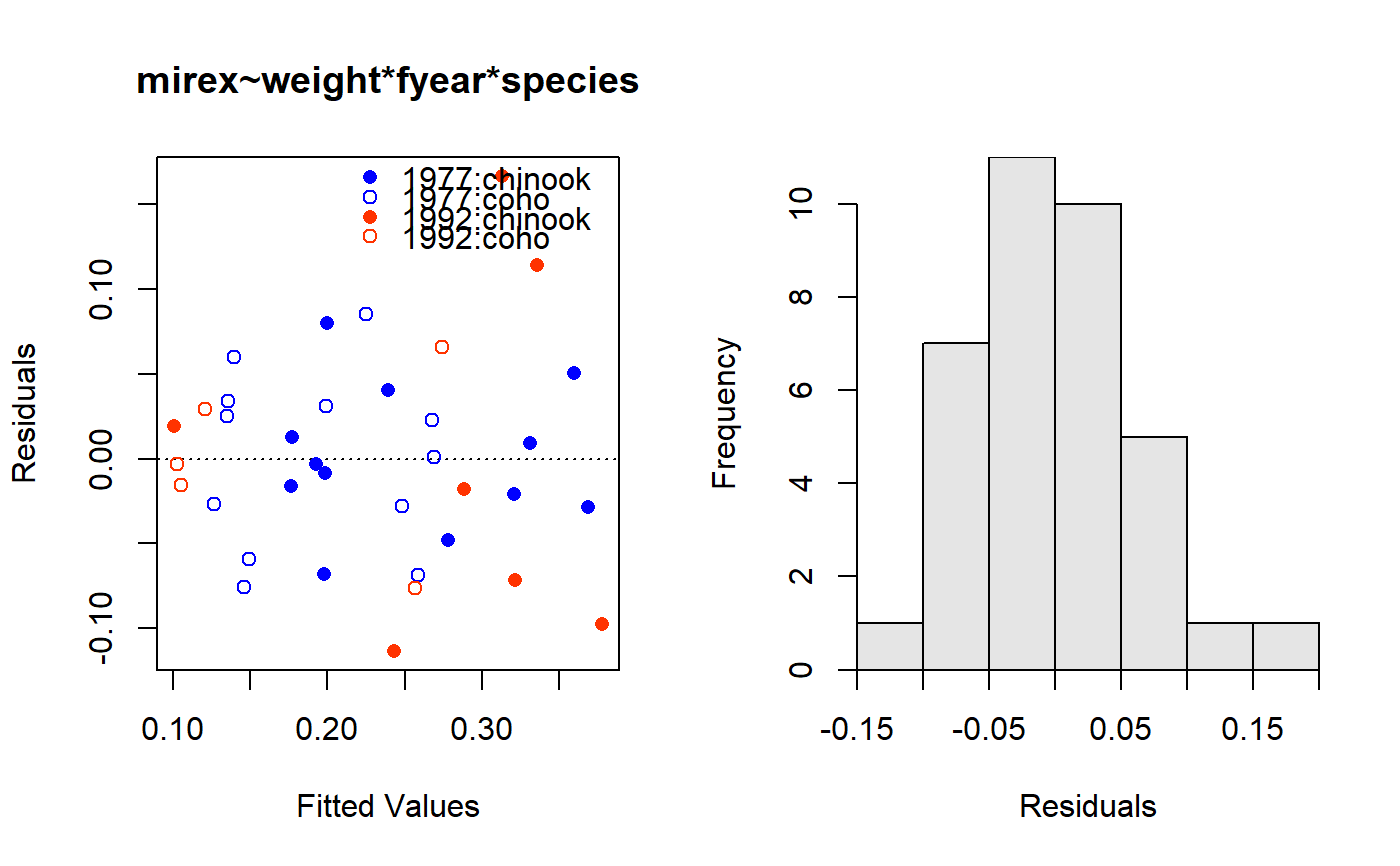 mirex~weight*fyear*species
1977:chinook
1977:coho
1992:chinook
1992:coho
Residuals
0.10
0.00
-0.10
0.10 0.20 0.30
Fitted Values
Frequency
10
8
6
4
2
0
-0.15 -0.05 0.05 0.15
Residuals